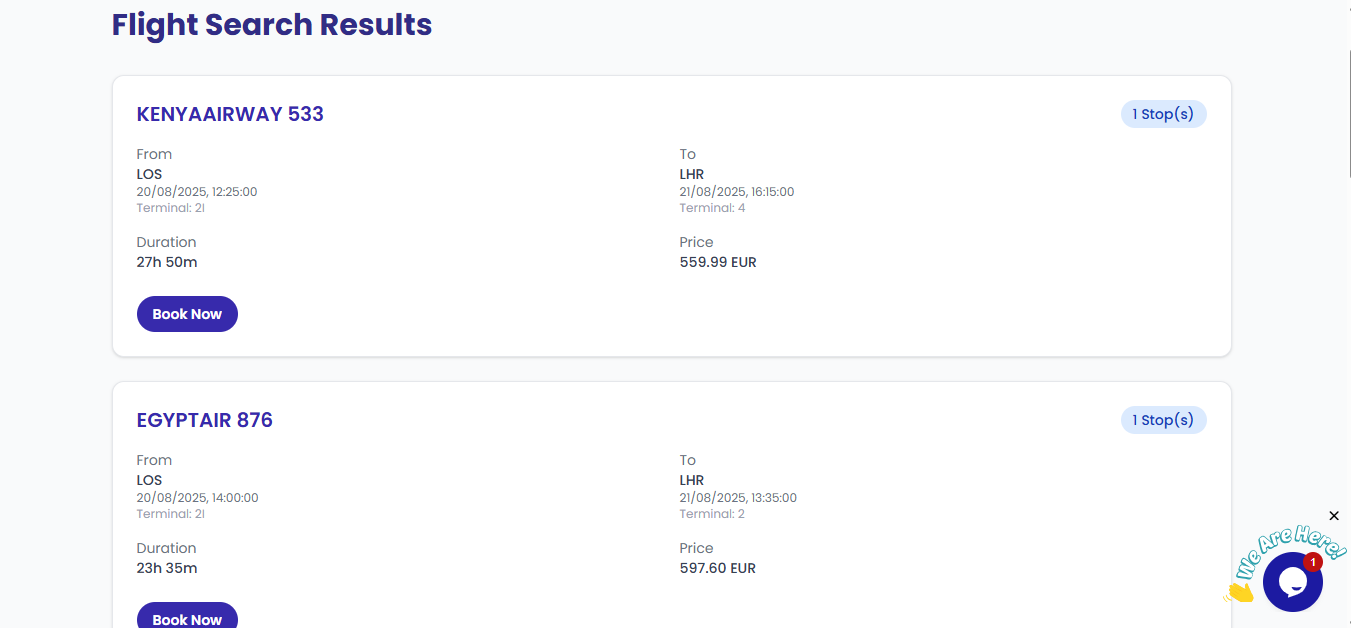 Flight Search Results
KENYAAIRWAY 533
1 Stop(s)
From
LOS
20/08/2025, 12:25:00
Terminal: 2I
To
LHR
21/08/2025, 16:15:00
Terminal: 4
Duration
27h 50m
Price
559.99 EUR
Book Now
EGYPTAIR 876
1 Stop(s)
From
LOS
20/08/2025, 14:00:00
Terminal: 2I
To
LHR
21/08/2025, 13:35:00
Terminal: 2
Duration
23h 35m
Price
597.60 EUR
Book Now
We Are Here!
1